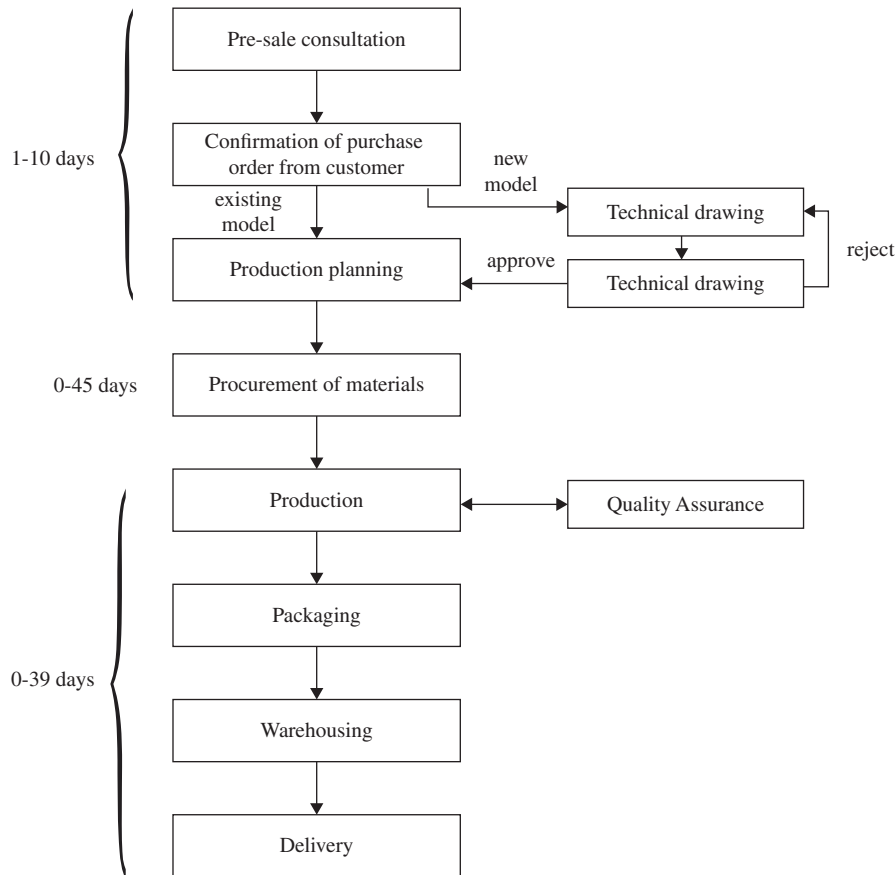 Pre-sale consultation
1-10 days
Confirmation of purchase
order from customer
new
model
existing
model
Technical drawing
reject
Production planning
approve
Technical drawing
0-45 days
Procurement of materials
Production
Quality Assurance
Packaging
0-39 days
Warehousing
Delivery